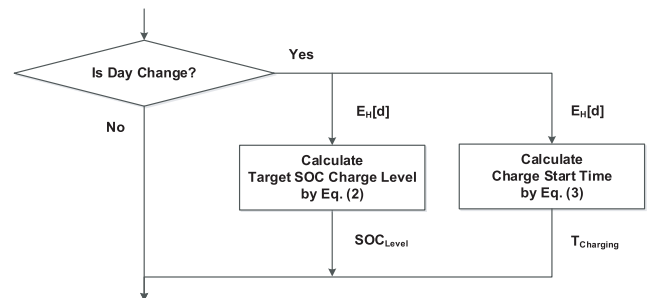 Yes
Is Day Change?
No
E_H[d]
E_H[d]
Calculate
Target SOC Charge Level
by Eq. (2)
Calculate
Charge Start Time
by Eq. (3)
SOC_Level
T_Charging